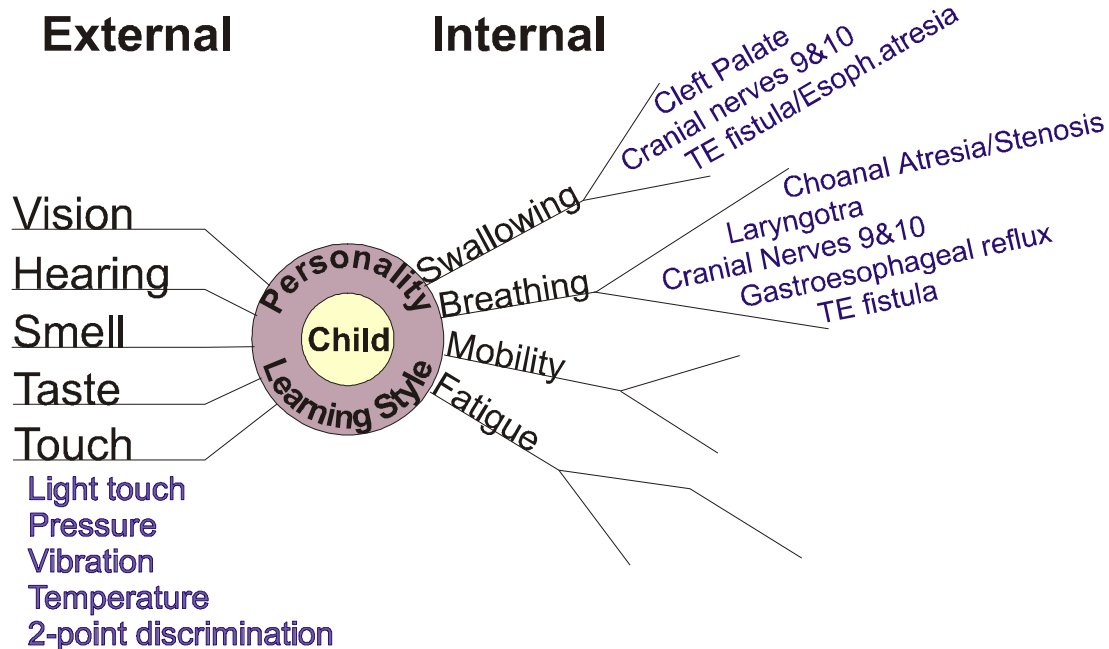 External
Internal
Vision
Hearing
Smell
Taste
Touch
Light touch
Pressure
Vibration
Temperature
2-point discrimination
Personality
Child
Learning Style
Swallowing
Cleft Palate
Cranial nerves 9&10
TE fistula/Esoph.atresia
Breathing
Choanal Atresia/Stenosis
Laryngotra
Cranial Nerves 9&10
Gastroesophageal reflux
TE fistula
Mobility
Fatigue